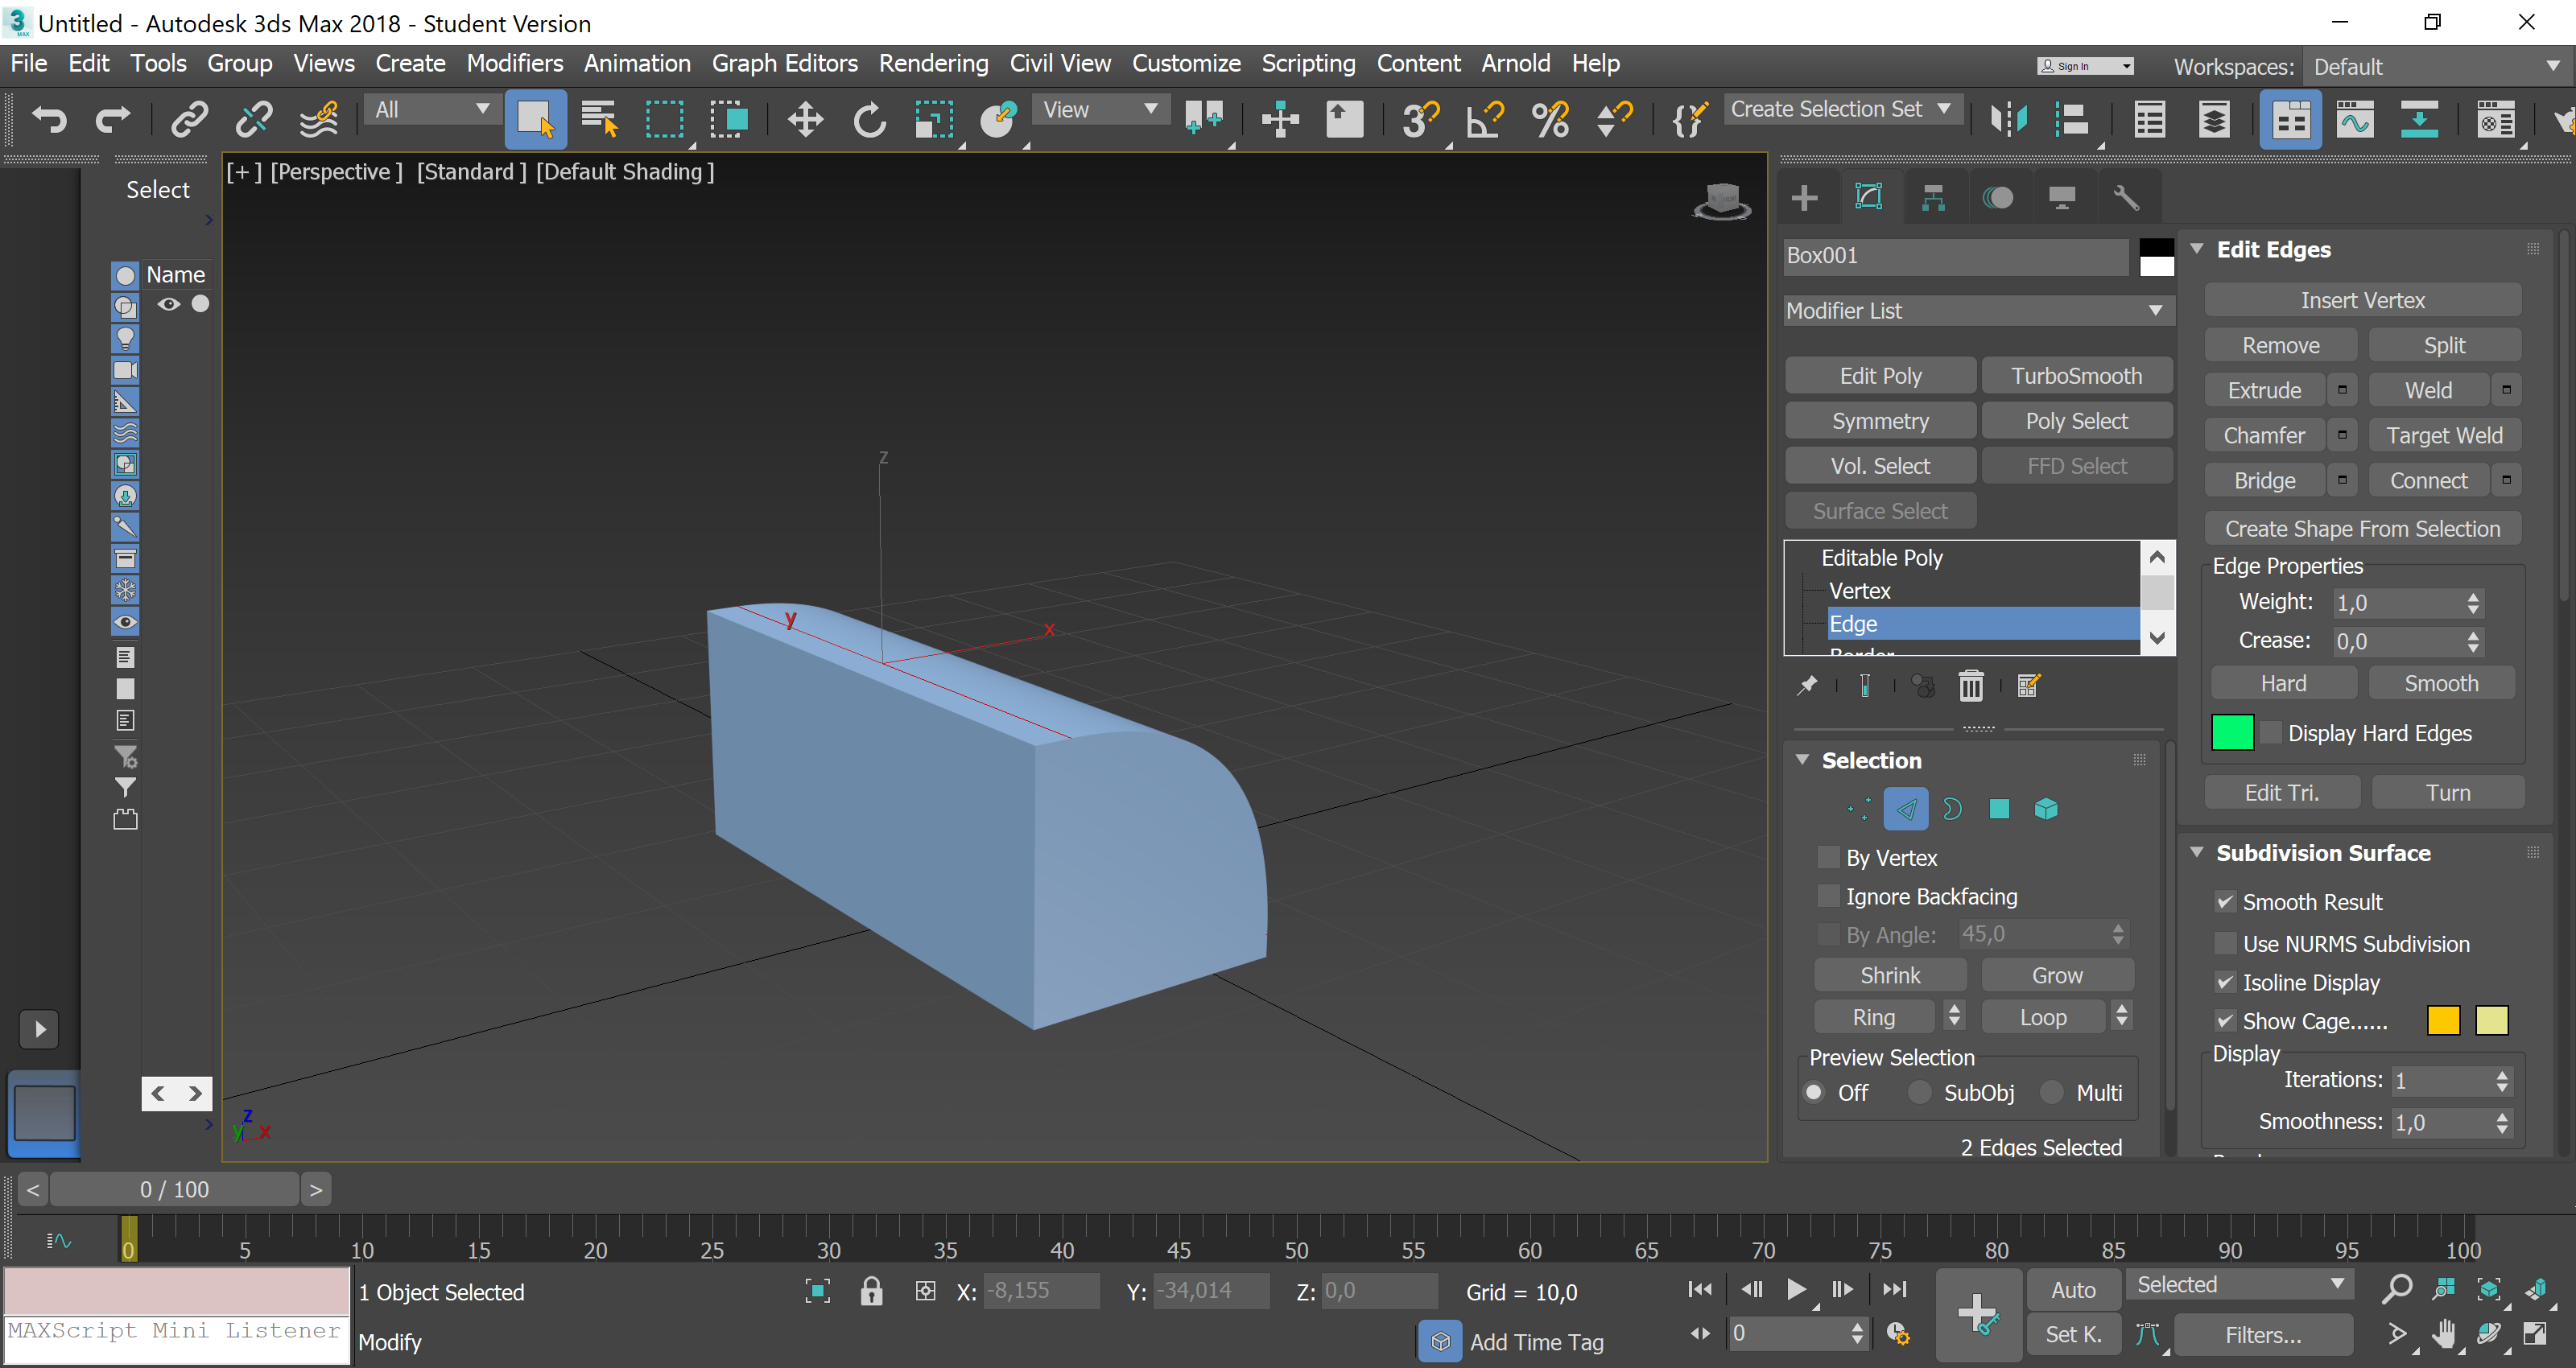 Untitled - Autodesk 3ds Max 2018 - Student Version
File Edit Tools Group Views Create Modifiers Animation Graph Editors Rendering Civil View Customize Scripting Content Arnold Help
Sign In
Workspaces: Default
All
View
Create Selection Set
Select
Name
[+] [Perspective] [Standard] [Default Shading]
z
y
x
z
y
x
Box001
Modifier List
Edit Poly TurboSmooth
Symmetry Poly Select
Vol. Select FFD Select
Surface Select
Editable Poly
Vertex
Edge
Border
Selection
By Vertex
Ignore Backfacing
By Angle: 45,0
Shrink Grow
Ring Loop
Preview Selection
Off SubObj Multi
2 Edges Selected
Edit Edges
Insert Vertex
Remove Split
Extrude Weld
Chamfer Target Weld
Bridge Connect
Create Shape From Selection
Edge Properties
Weight: 1,0
Crease: 0,0
Hard Smooth
Display Hard Edges
Edit Tri. Turn
Subdivision Surface
Smooth Result
Use NURMS Subdivision
Isoline Display
Show Cage......
Display
Iterations: 1
Smoothness: 1,0
< 0 / 100 >
0 5 10 15 20 25 30 35 40 45 50 55 60 65 70 75 80 85 90 95 100
MAXScript Mini Listener
1 Object Selected
Modify
X: -8,155 Y: -34,014 Z: 0,0
Grid = 10,0
Add Time Tag
0
Auto Selected
Set K. Filters...